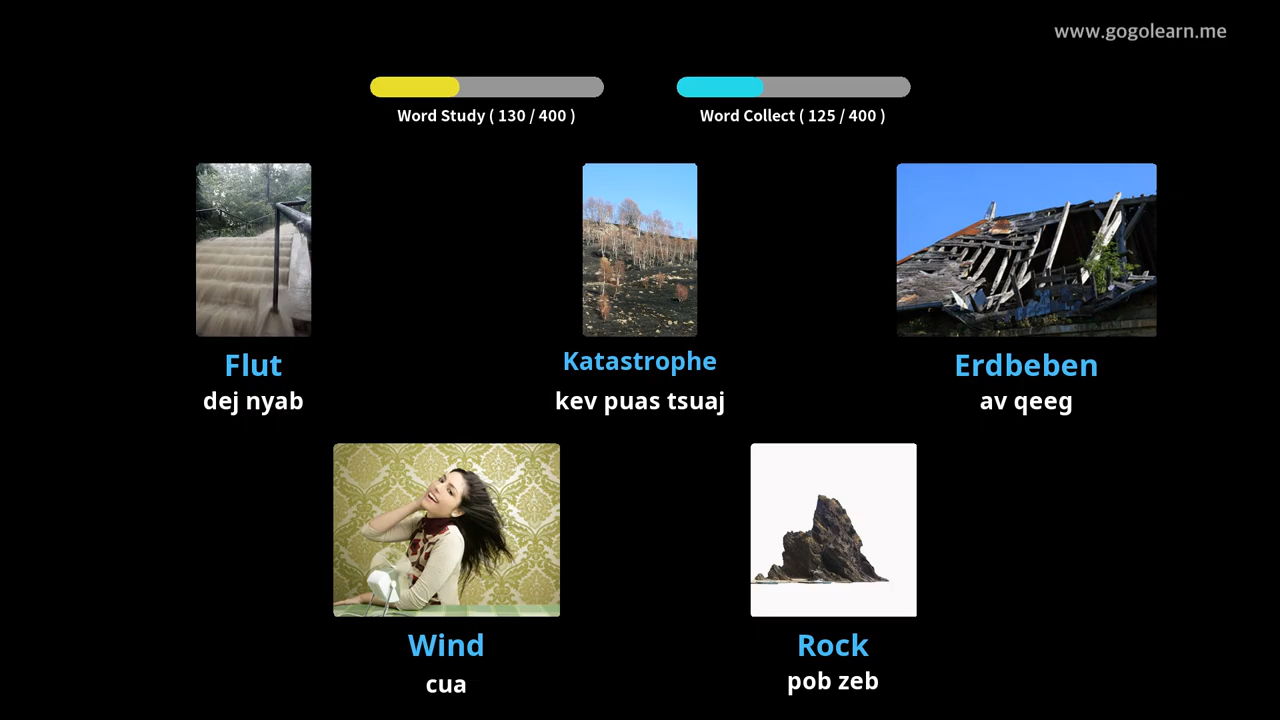 www.gogolearn.me
Word Study ( 130 / 400 )
Word Collect ( 125 / 400 )
Flut
dej nyab
Katastrophe
kev puas tsuaj
Erdbeben
av qeeg
Wind
cua
Rock
pob zeb